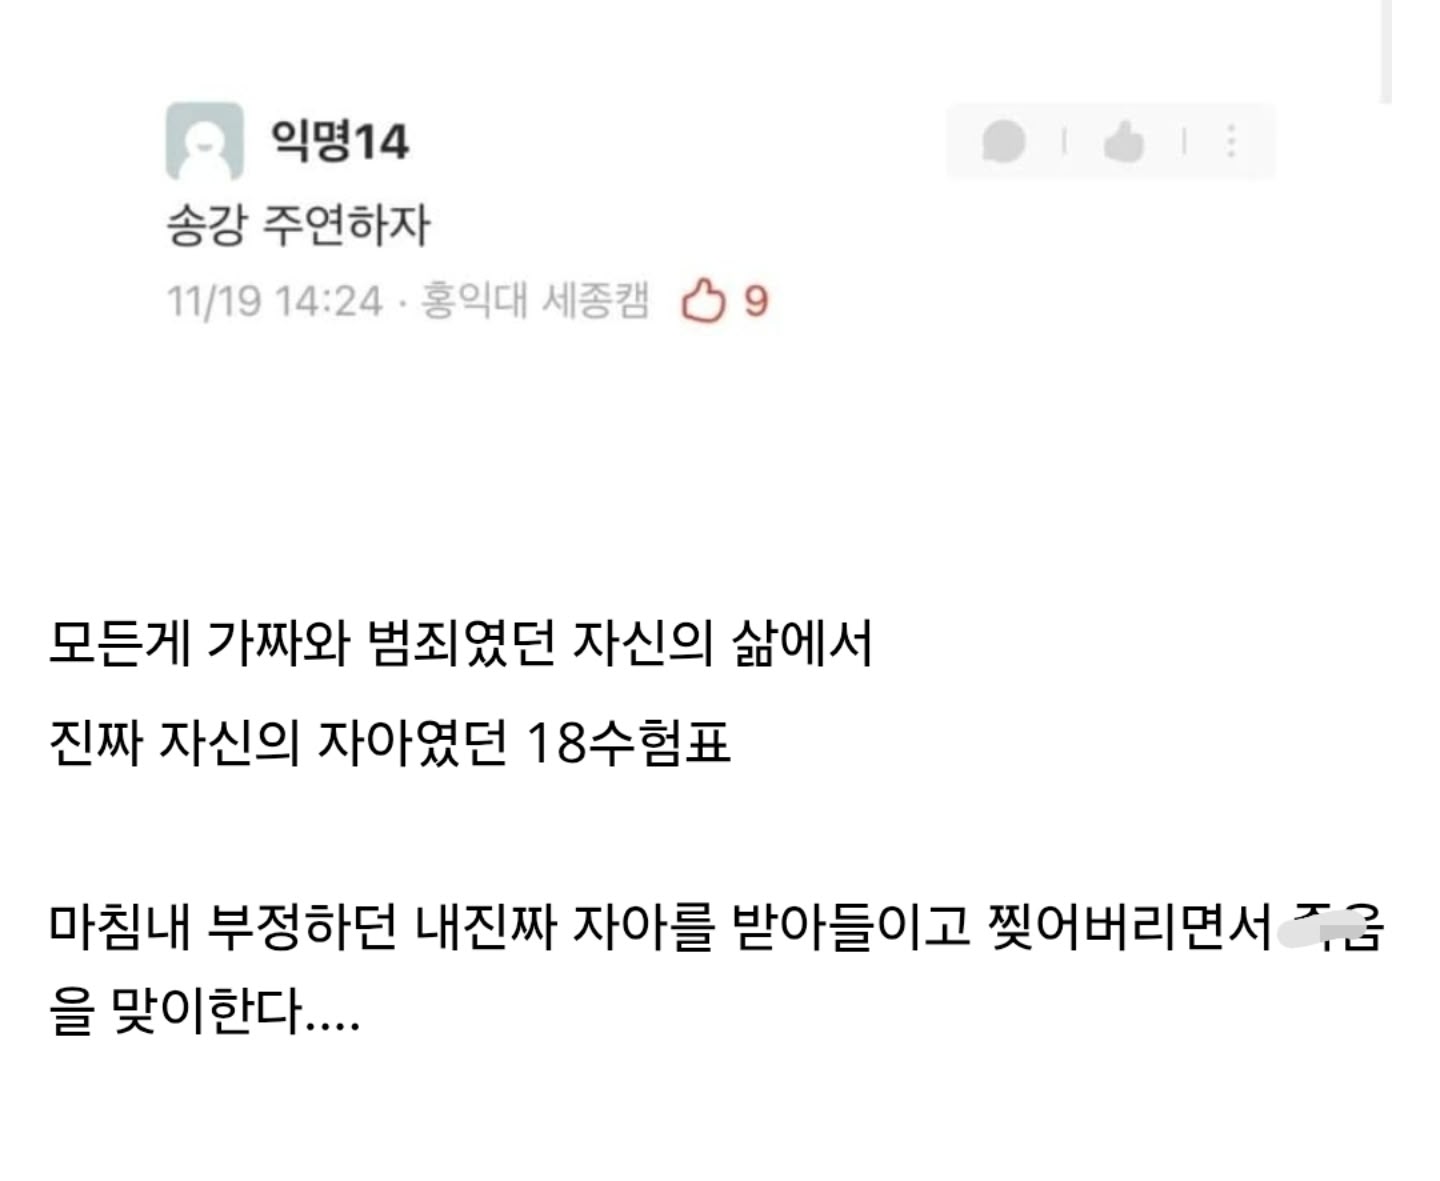 익명14
송강 주연하자
11/19 14:24 · 홍익대 세종캠 9
모든게 가짜와 범죄였던 자신의 삶에서
진짜 자신의 자아였던 18수험표
마침내 부정하던 내진짜 자아를 받아들이고 찢어버리면서
을 맞이한다....